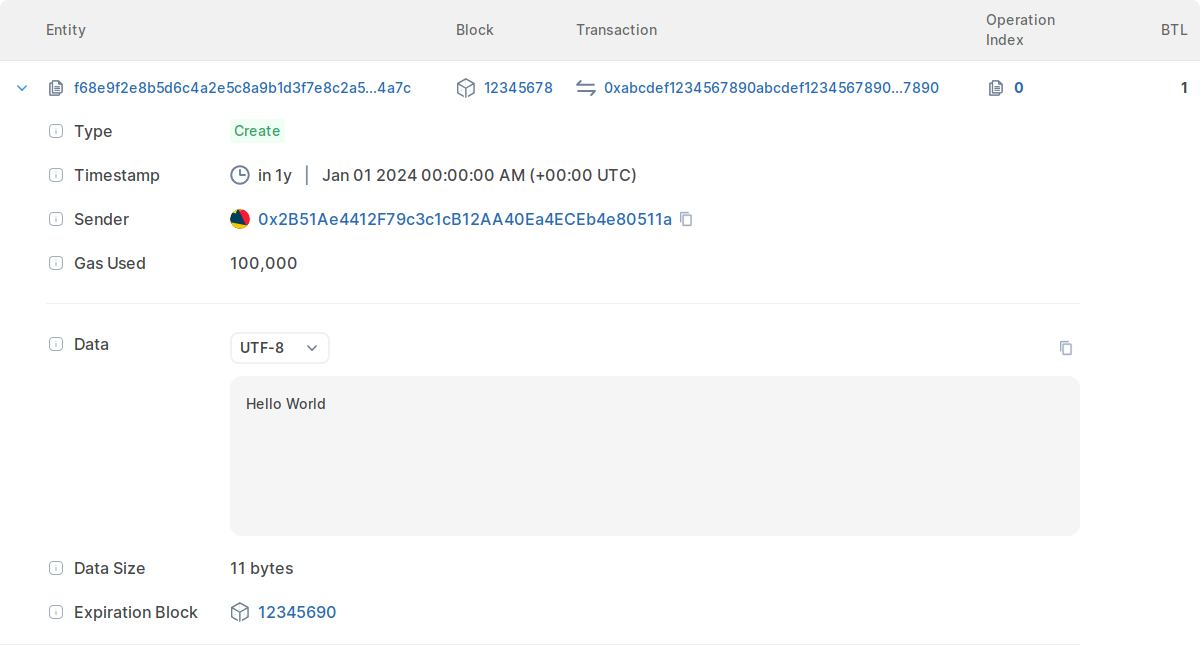 Entity Block Transaction Operation Index BTL
f68e9f2e8b5d6c4a2e5c8a9b1d3f7e8c2a5...4a7c 12345678 0xabcdef1234567890abcdef1234567890...7890 0 1
Type Create
Timestamp in 1y | Jan 01 2024 00:00:00 AM (+00:00 UTC)
Sender 0x2B51Ae4412F79c3c1cB12AA40Ea4ECEb4e80511a
Gas Used 100,000
Data UTF-8
Hello World
Data Size 11 bytes
Expiration Block 12345690